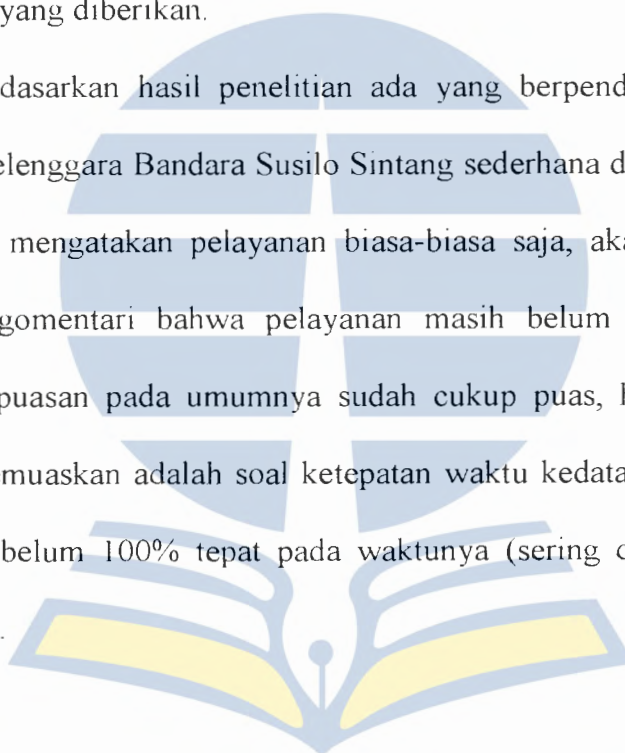 yang diberikan.
dasarkan hasil penelitian ada yang berpend
elenggara Bandara Susilo Sintang sederhana d
mengatakan pelayanan biasa-biasa saja, aka
gomentari bahwa pelayanan masih belum
puasan pada umumnya sudah cukup puas, h
emuaskan adalah soal ketepatan waktu kedata
belum 100% tepat pada waktunya (sering d
.